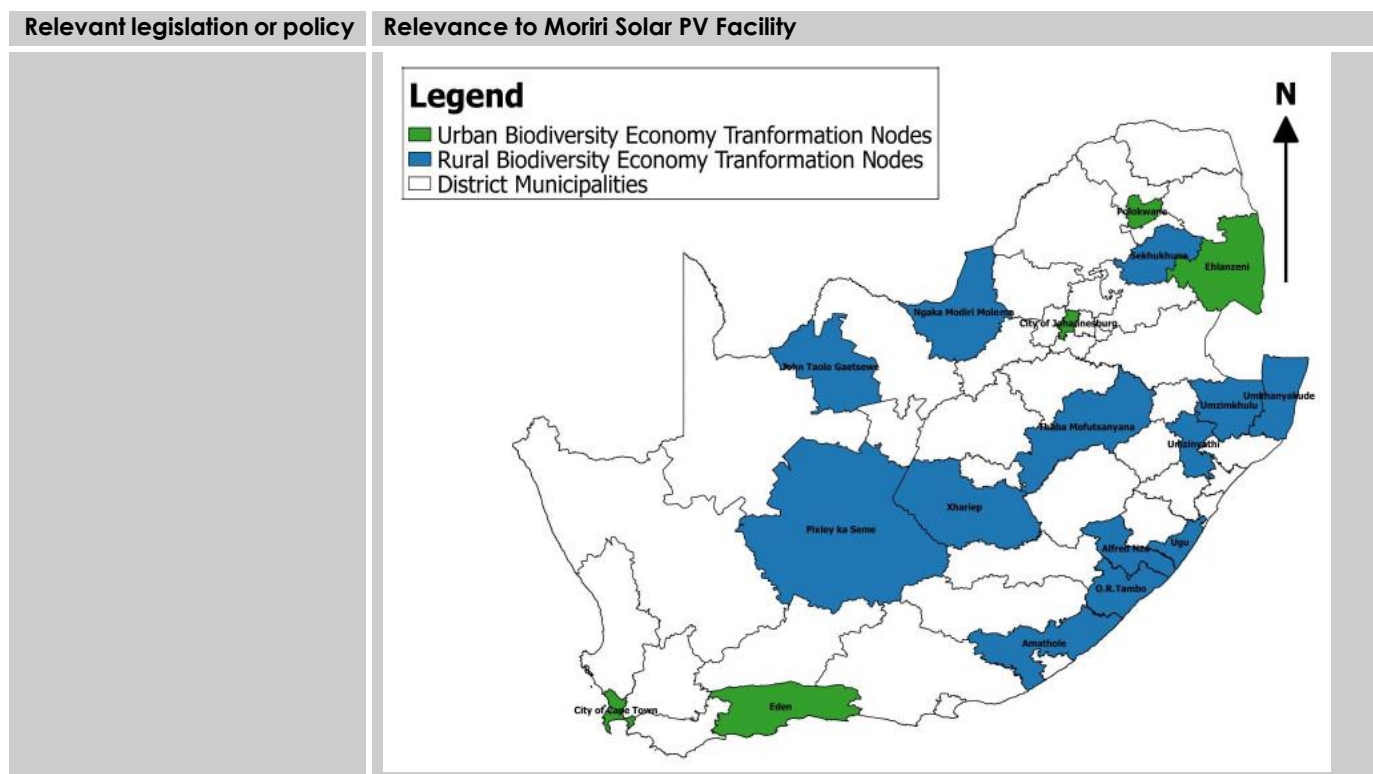 Relevant legislation or policy
Relevance to Moriri Solar PV Facility
Legend
Urban Biodiversity Economy Tranformation Nodes
Rural Biodiversity Economy Tranformation Nodes
District Municipalities
N
Polokwane
Sekhukhune
Ehlanzeni
Ngaka Modiri Molema
City of Johannesburg
John Taolo Gaetsewe
Umkhanyakude
Umzimkhulu
Thaba Mofutsanyana
Umzinyathi
Xhariep
Pixley ka Seme
Ugu
Alfred Nzo
O.R.Tambo
Amathole
Eden
City of Cape Town